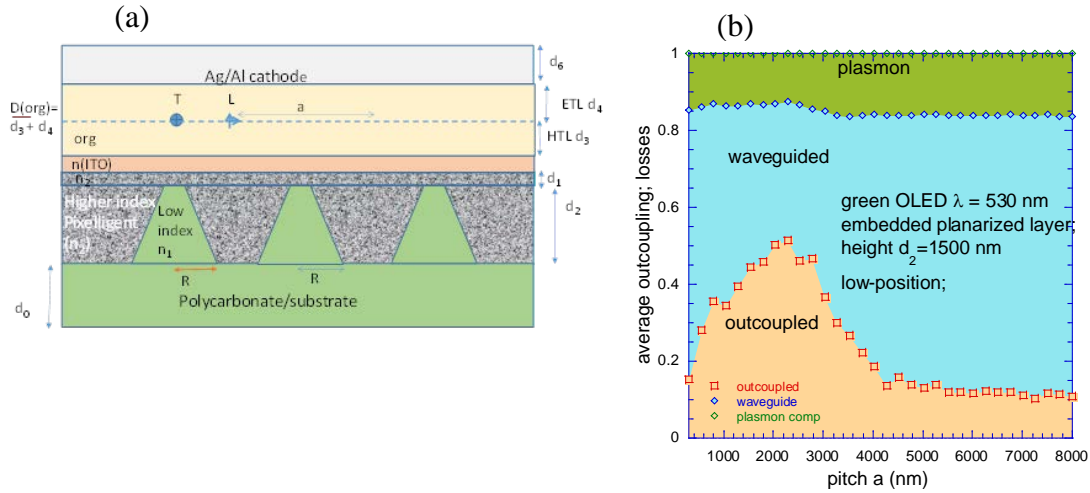 (a)
Ag/Al cathode
d6
D(org)=
d3 + d4
T
L
a
ETL d4
org
HTL d3
n(ITO)
n2
d1
Higher index
Pixelligent
Low
index
n1
d2
R
R
Polycarbonate/substrate
d0
(b)
1
0.8
0.6
0.4
0.2
0
average outcoupling; losses
plasmon
waveguided
green OLED λ = 530 nm
embedded planarized layer;
height d2=1500 nm
low-position;
outcoupled
outcoupled
waveguide
plasmon comp
1000 2000 3000 4000 5000 6000 7000 8000
pitch a (nm)